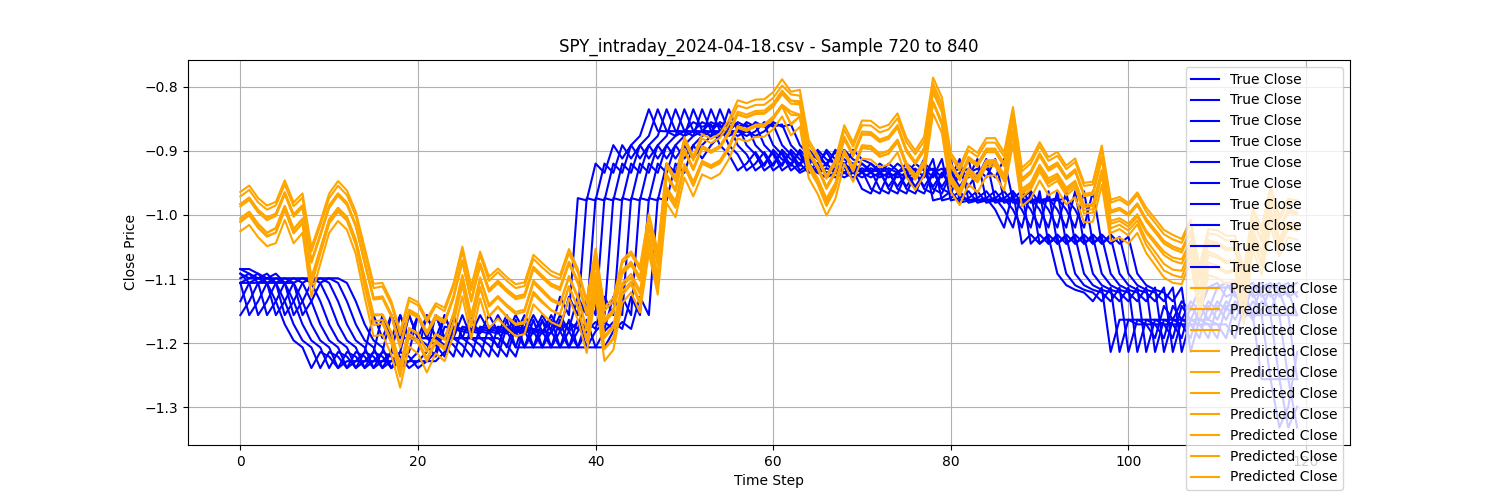 SPY_intraday_2024-04-18.csv - Sample 720 to 840
Close Price
−0.8
−0.9
−1.0
−1.1
−1.2
−1.3
True Close
True Close
True Close
True Close
True Close
True Close
True Close
True Close
True Close
True Close
Predicted Close
Predicted Close
Predicted Close
Predicted Close
Predicted Close
Predicted Close
Predicted Close
Predicted Close
Predicted Close
Predicted Close
0 20 40 60 80 100 120
Time Step